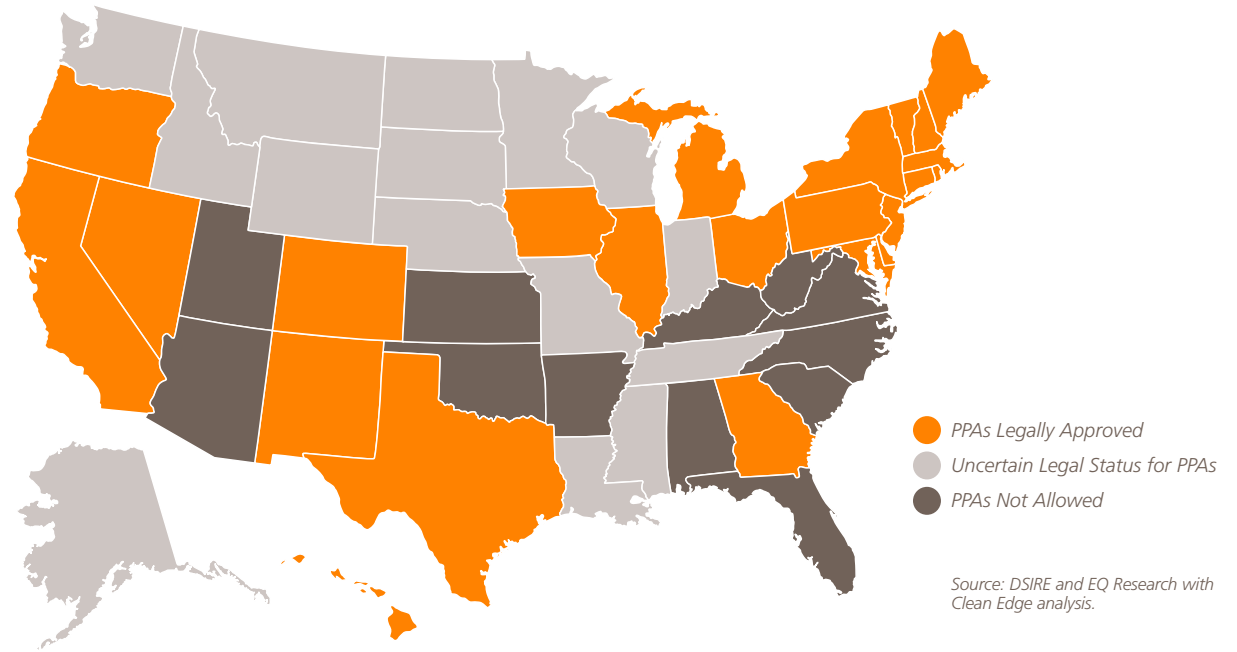 PPAs Legally Approved
Uncertain Legal Status for PPAs
PPAs Not Allowed
Source: DSIRE and EQ Research with
Clean Edge analysis.